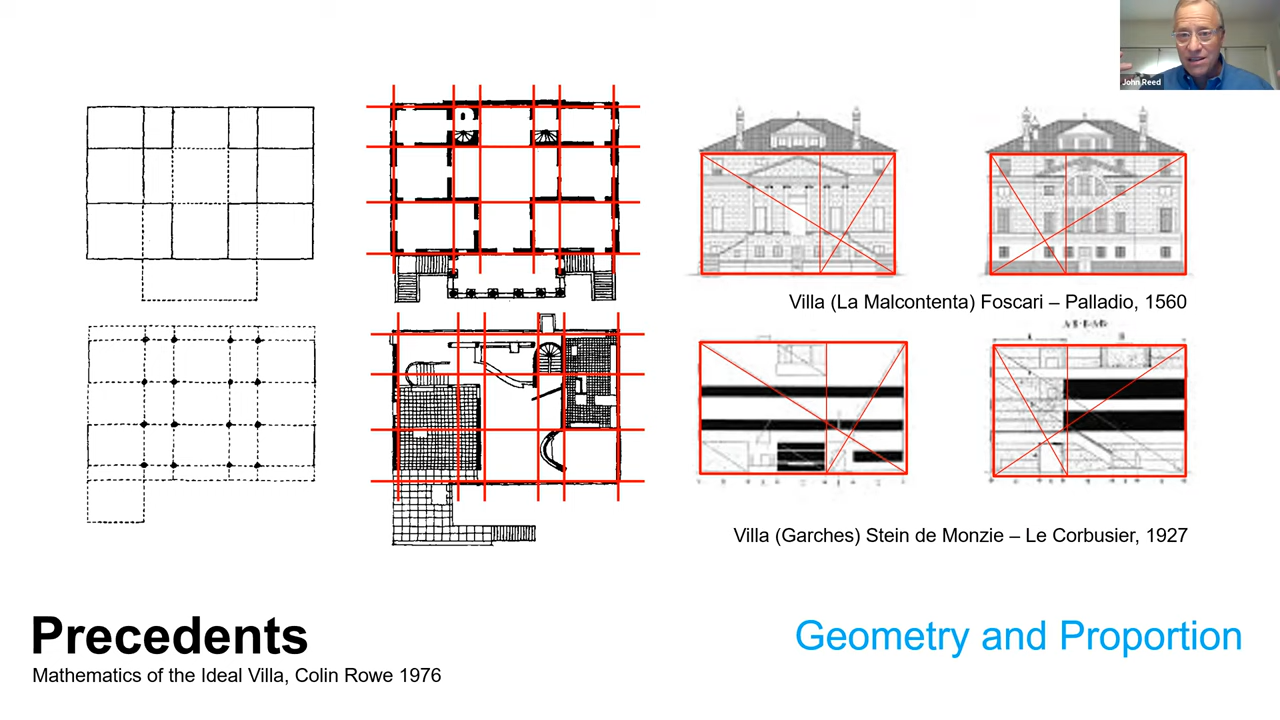 John Reed
Villa (La Malcontenta) Foscari – Palladio, 1560
Villa (Garches) Stein de Monzie – Le Corbusier, 1927
Precedents
Mathematics of the Ideal Villa, Colin Rowe 1976
Geometry and Proportion